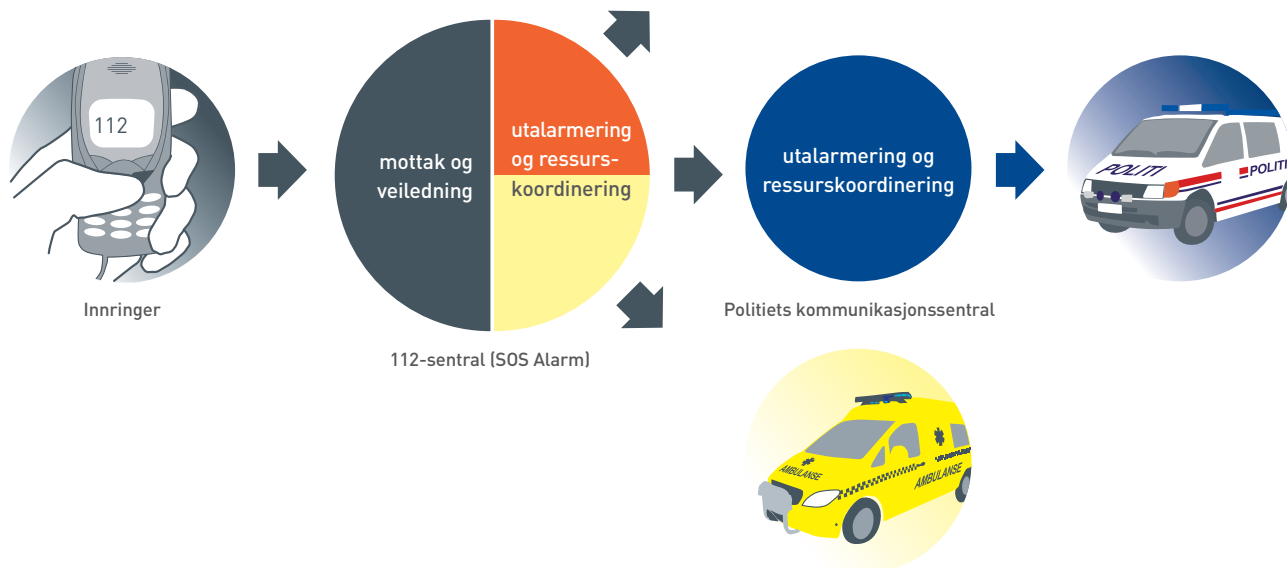 112
Innringer
mottak og
veiledning
utalarmering
og ressurs-
koordinering
112-sentral (SOS Alarm)
utalarmering og
ressurskoordinering
Politiets kommunikasjonssentral
POLITI
POLITI
AMBULANSE
AMBULANSE